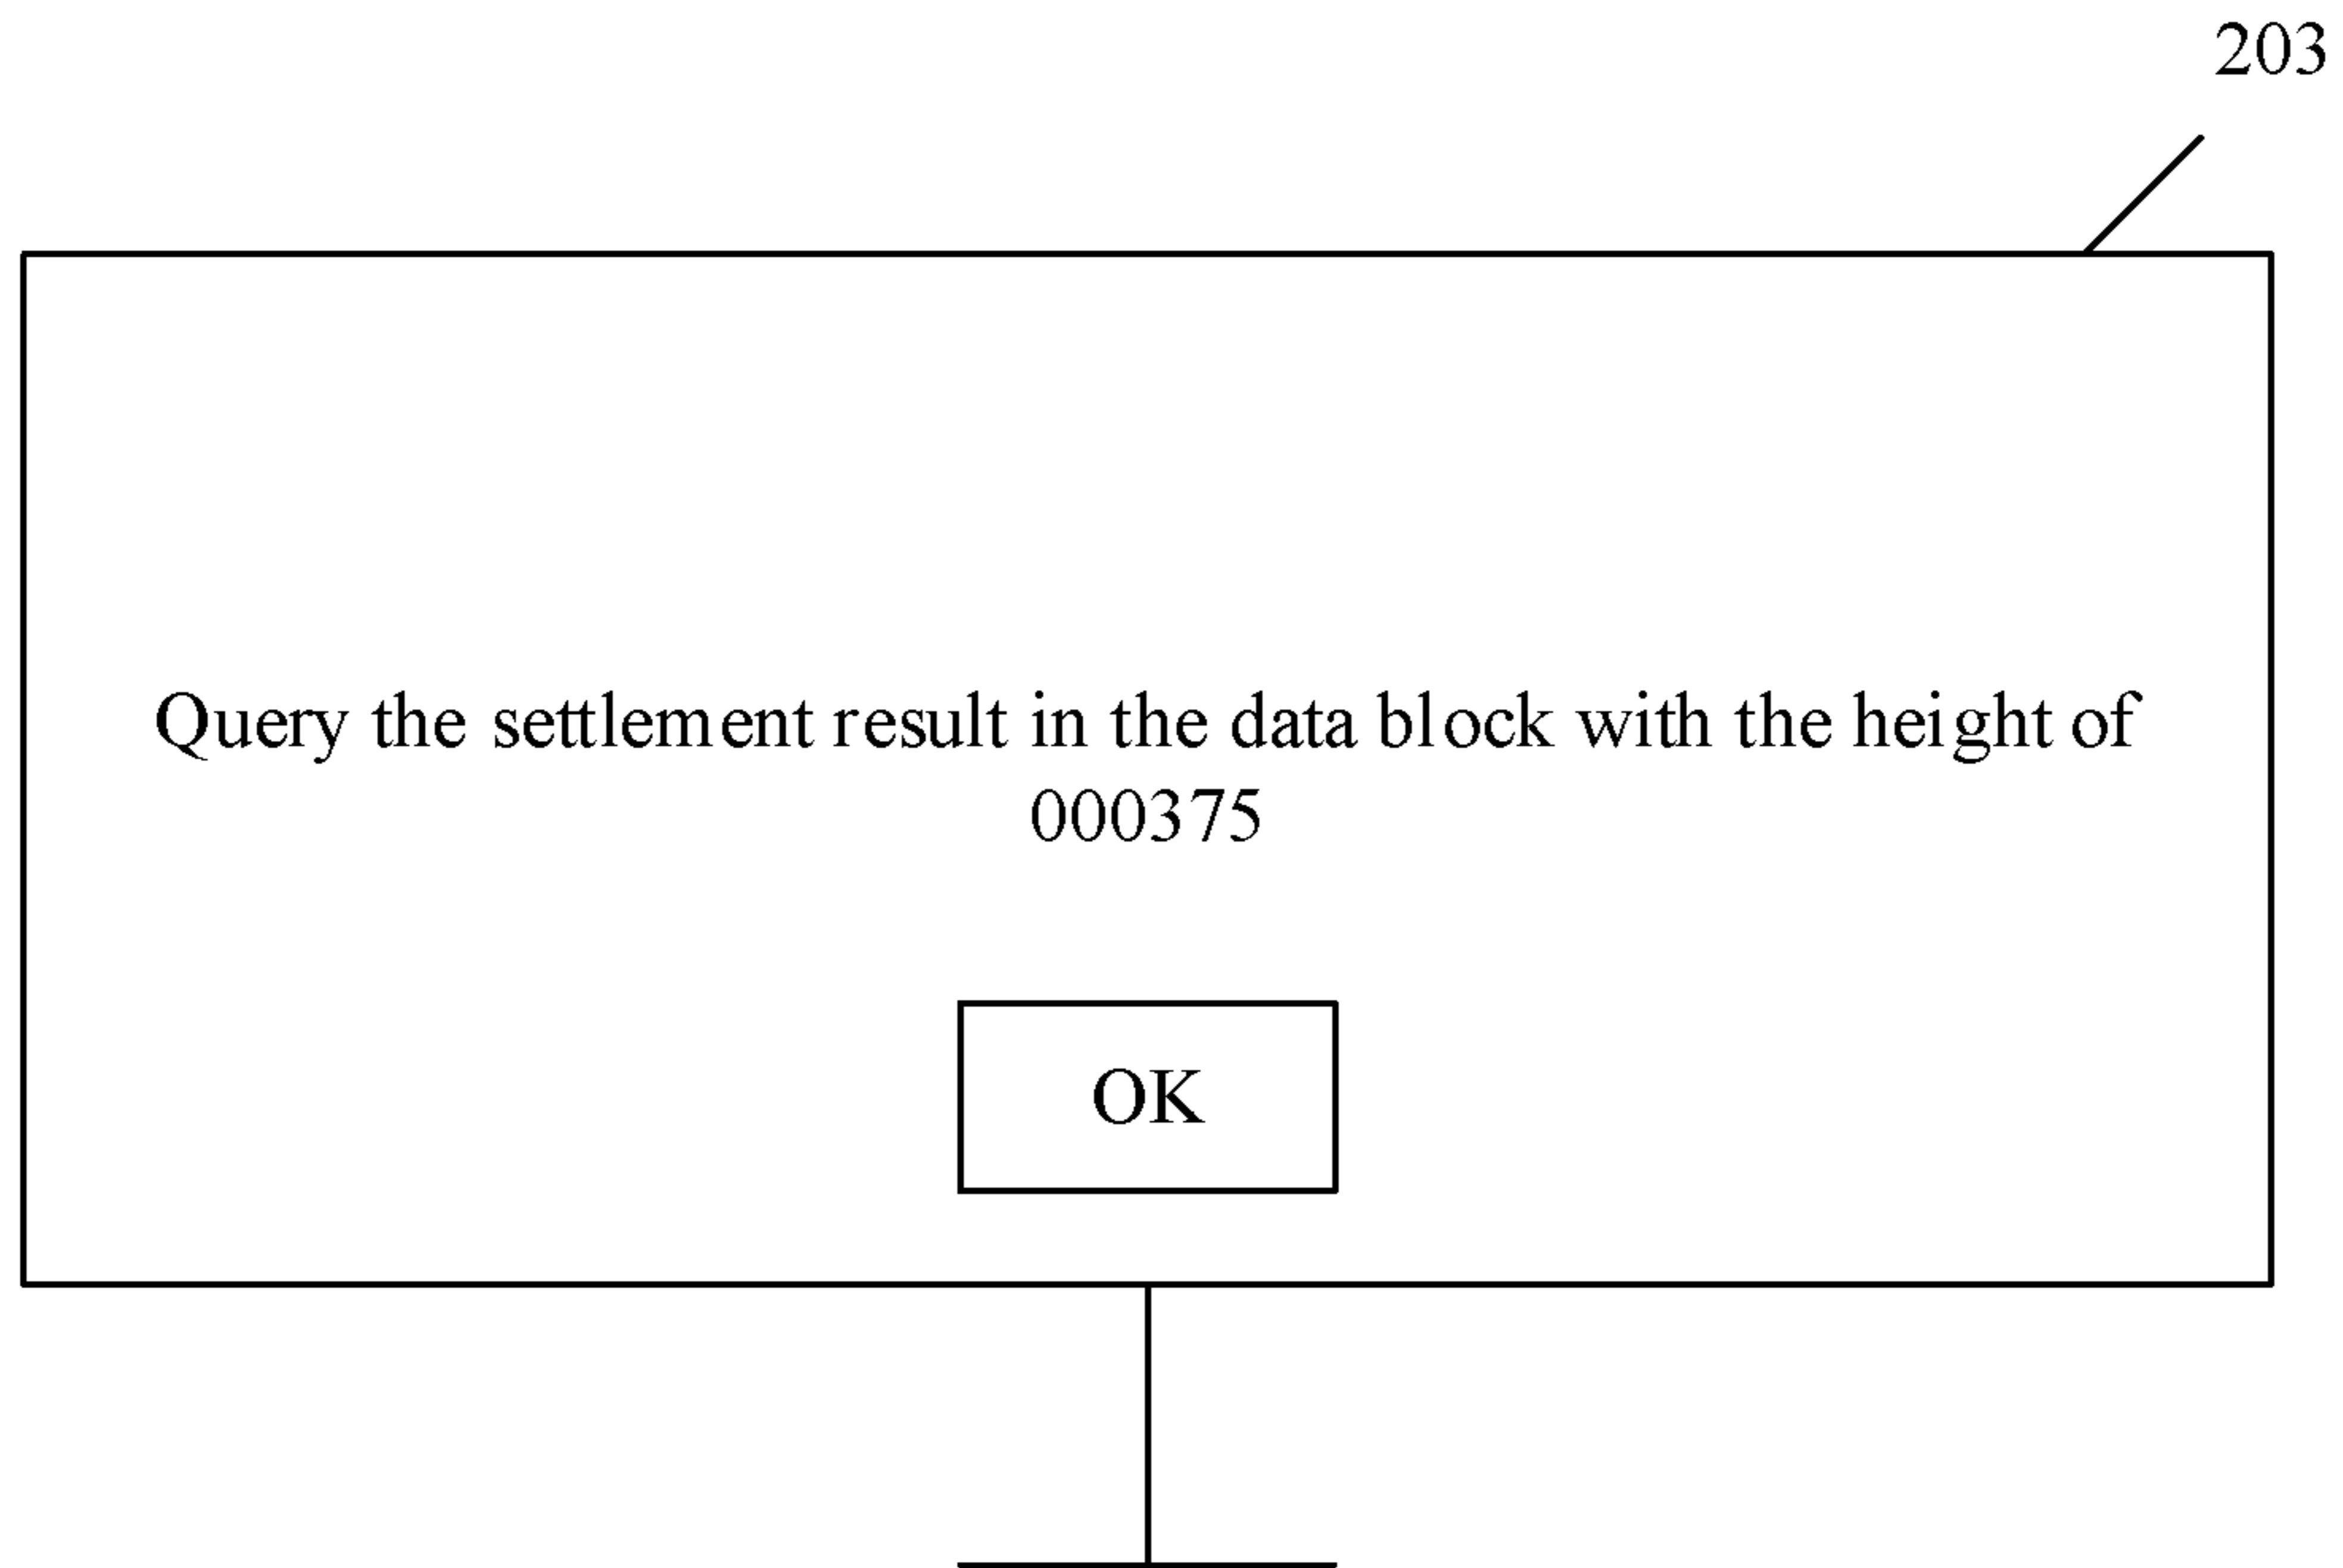 203
Query the settlement result in the data block with the height of
000375
OK